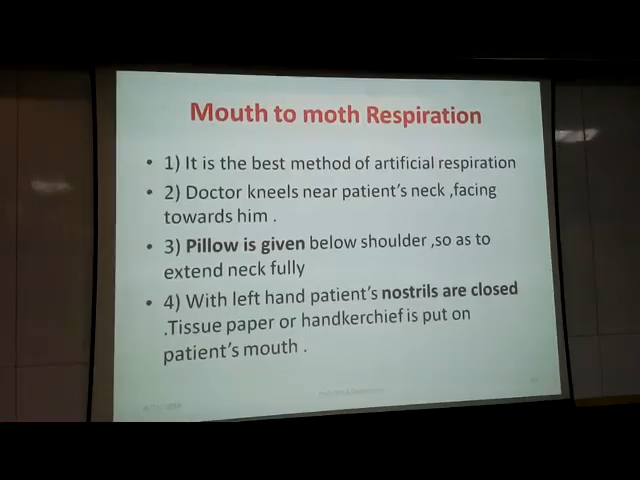 Mouth to moth Respiration
• 1) It is the best method of artificial respiration
• 2) Doctor kneels near patient's neck ,facing
towards him .
• 3) Pillow is given below shoulder ,so as to
extend neck fully
• 4) With left hand patient's nostrils are closed
.Tissue paper or handkerchief is put on
patient's mouth .